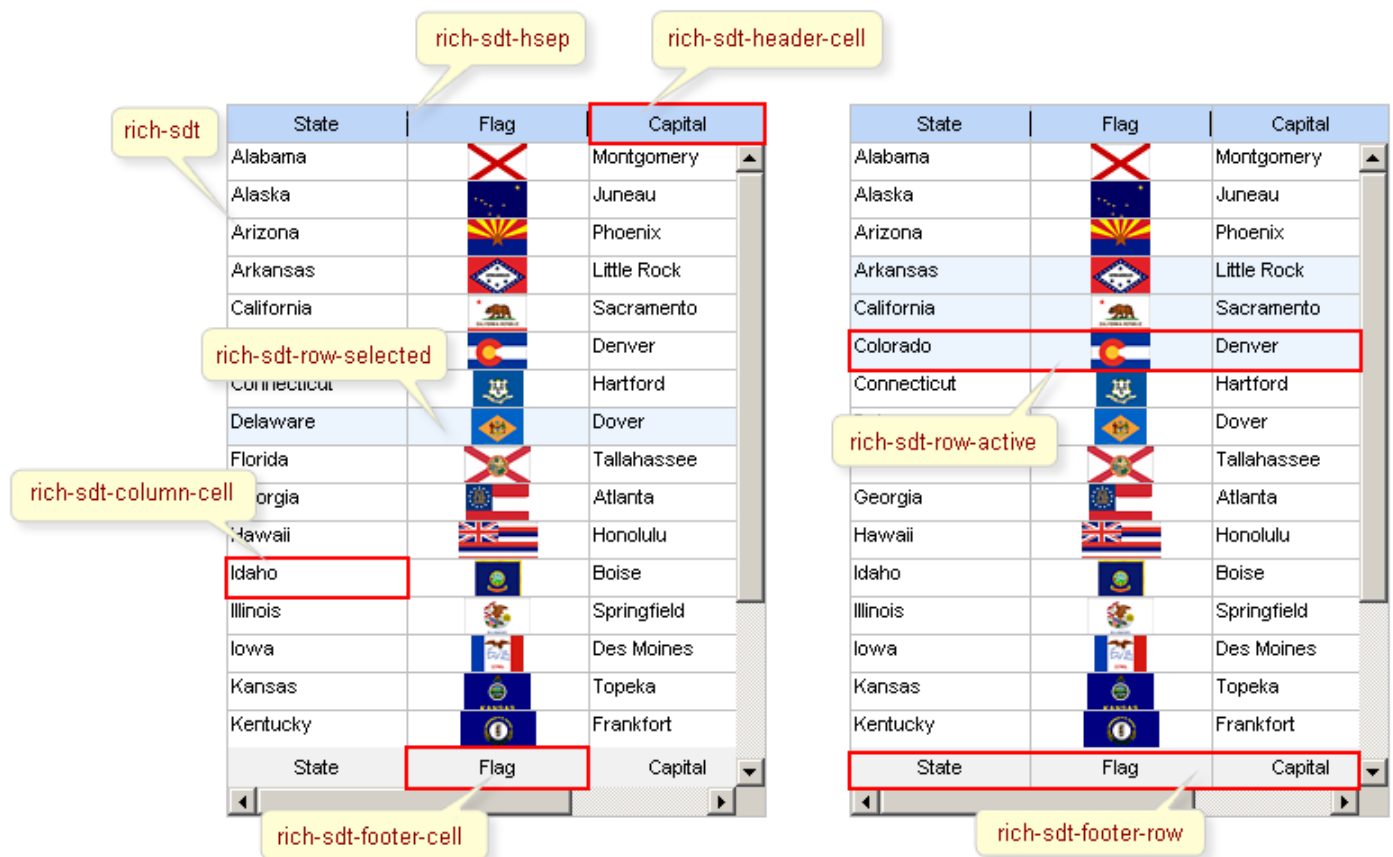 rich-sdt-hsep
rich-sdt-header-cell
rich-sdt
State Flag Capital
Alabama Montgomery
Alaska Juneau
Arizona Phoenix
Arkansas Little Rock
California Sacramento
Denver
rich-sdt-row-selected
Connecticut Hartford
Delaware Dover
Florida Tallahassee
rich-sdt-column-cell
orgia Atlanta
Hawaii Honolulu
Idaho Boise
Illinois Springfield
Iowa Des Moines
Kansas Topeka
Kentucky Frankfort
State Flag Capital
rich-sdt-footer-cell
State Flag Capital
Alabama Montgomery
Alaska Juneau
Arizona Phoenix
Arkansas Little Rock
California Sacramento
Colorado Denver
Connecticut Hartford
Dover
rich-sdt-row-active
Tallahassee
Georgia Atlanta
Hawaii Honolulu
Idaho Boise
Illinois Springfield
Iowa Des Moines
Kansas Topeka
Kentucky Frankfort
State Flag Capital
rich-sdt-footer-row